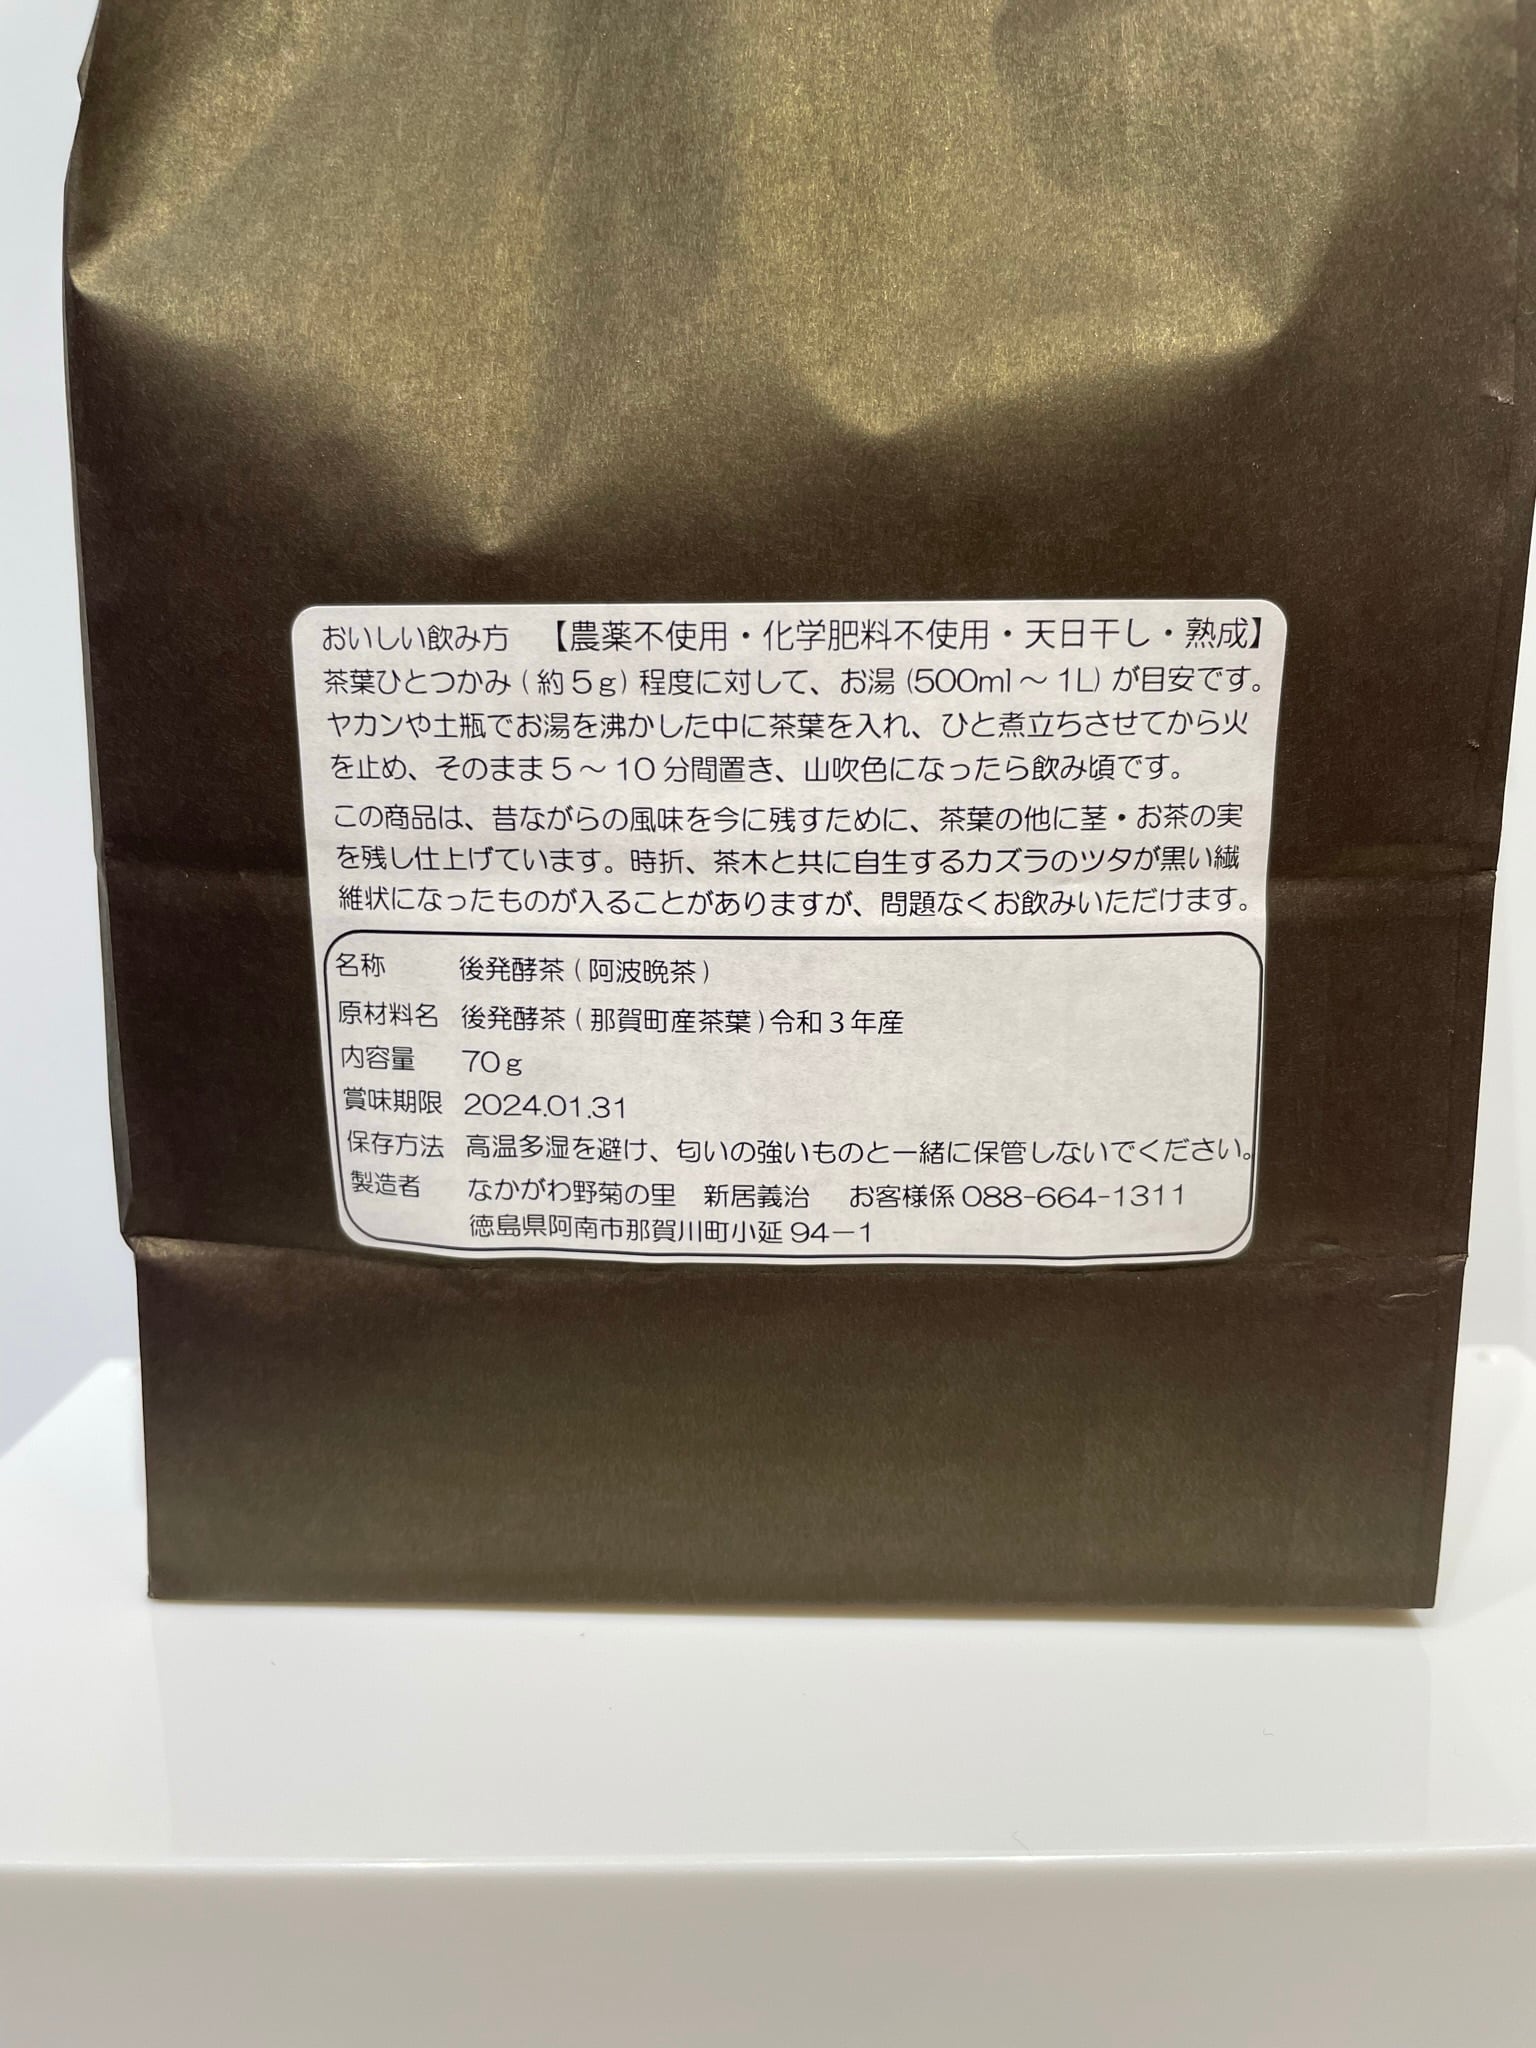 おいしい飲み方 【農薬不使用・化学肥料不使用・天日干し・熟成】
茶葉ひとつかみ(約5g)程度に対して、お湯(500ml～1L)が目安です。
ヤカンや土瓶でお湯を沸かした中に茶葉を入れ、ひと煮立ちさせてから火
を止め、そのまま5～10分間置き、山吹色になったら飲み頃です。
この商品は、昔ながらの風味を今に残すために、茶葉の他に茎・お茶の実
を残し仕上げています。時折、茶木と共に自生するカズラのツタが黒い繊
維状になったものが入ることがありますが、問題なくお飲みいただけます。
名称 後発酵茶(阿波晩茶)
原材料名 後発酵茶(那賀町産茶葉)令和3年産
内容量 70g
賞味期限 2024.01.31
保存方法 高温多湿を避け、匂いの強いものと一緒に保管しないでください。
製造者 なかがわ野菊の里 新居義治 お客様係088-664-1311
徳島県阿南市那賀川町小延94－1